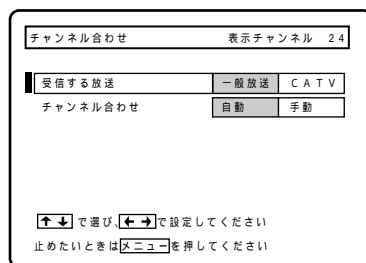 チャンネル合わせ 表示チャンネル 24
受信する放送 一般放送 CATV
チャンネル合わせ 自動 手動
↑↓で選び、←→で設定してください
止めたいときはメニューを押してください